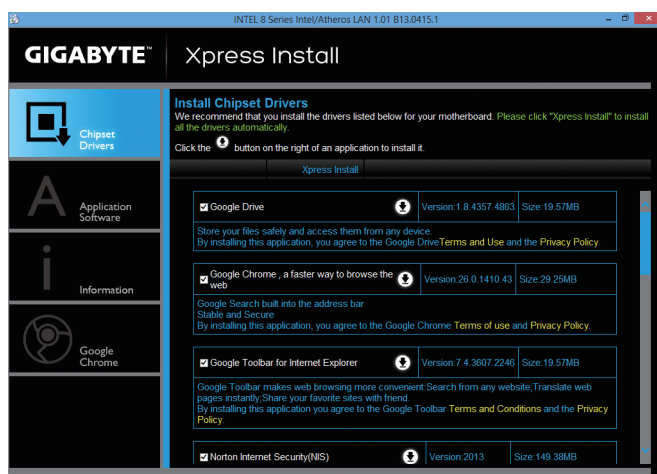 INTEL 8 Series Intel/Atheros LAN 1.01 B13.0415.1
GIGABYTE™
Xpress Install
Chipset
Drivers
Application
Software
Information
Google
Chrome
Install Chipset Drivers
We recommend that you install the drivers listed below for your motherboard. Please click "Xpress Install" to install
all the drivers automatically.
Click the button on the right of an application to install it.
Xpress Install
Google Drive Version:1.8.4357.4863 Size:19.57MB
Store your files safely and access them from any device.
By installing this application, you agree to the Google DriveTerms and Use and the Privacy Policy.
Google Chrome , a faster way to browse the
web Version:26.0.1410.43 Size:29.25MB
Google Search built into the address bar
Stable and Secure
By installing this application, you agree to the Google Chrome Terms of use and Privacy Policy.
Google Toolbar for Internet Explorer Version:7.4.3607.2246 Size:19.57MB
Google Toolbar makes web browsing more convenient:Search from any website;Translate web
pages instantly;Share your favorite sites with friend.
By installing this application you agree to the Google Toolbar Terms and Conditions and the Privacy
Policy.
Norton Internet Security(NIS) Version:2013 Size:149.38MB